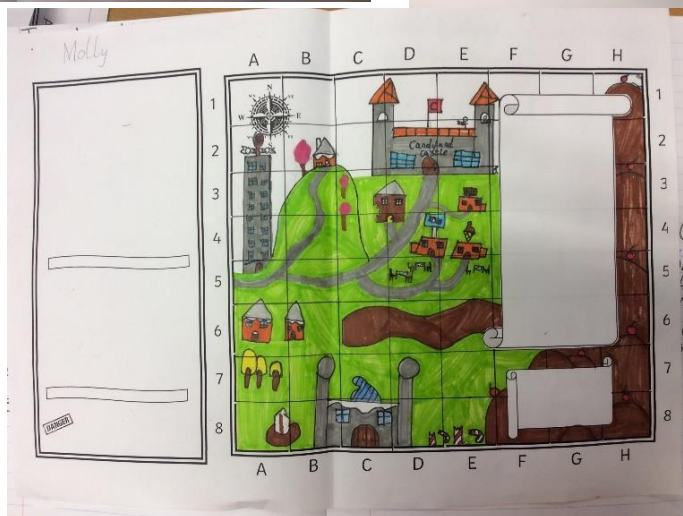 Molly
A B C D E F G H
N
W E
1 1
2 2
Candyland
castle
3 3
4 4
5 5
6 6
7 7
8 8
DANGER
A B C D E F G H